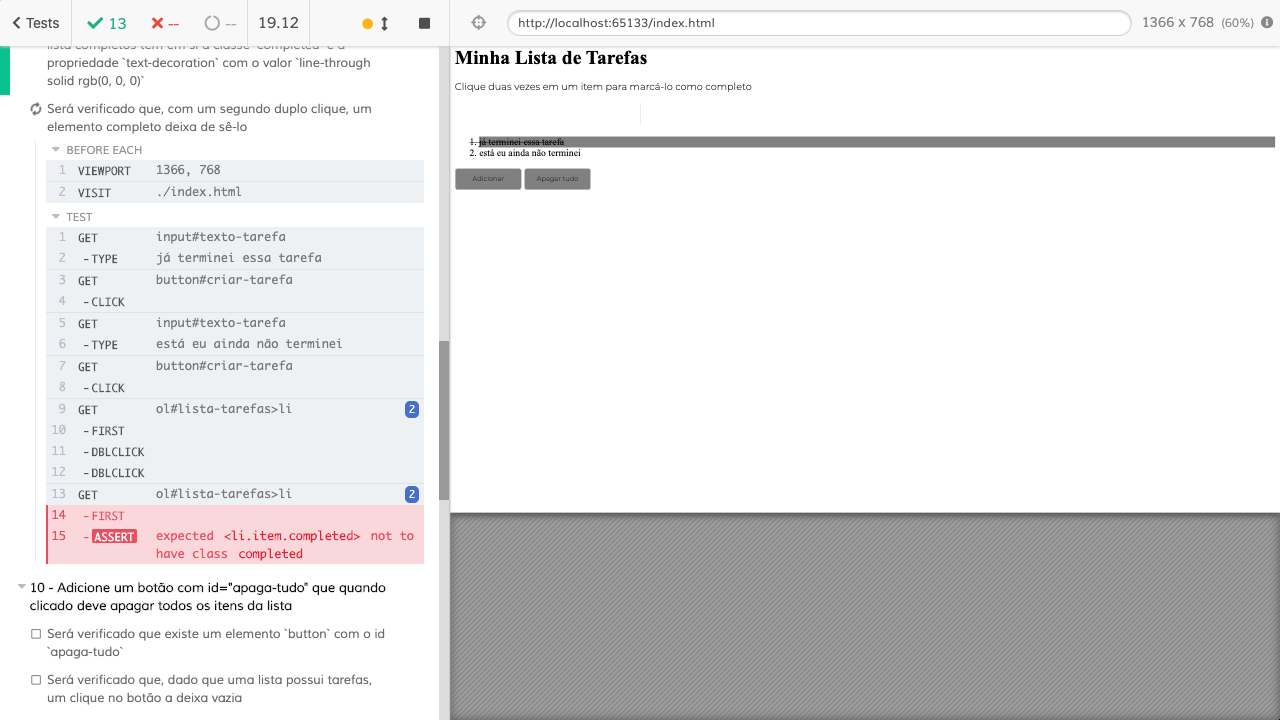 Tests
13
--
--
19.12
http://localhost:65133/index.html
1366 x 768 (60%)
lista completos tem em si a classe `completed` e a
propriedade `text-decoration` com o valor `line-through
solid rgb(0, 0, 0)`
Será verificado que, com um segundo duplo clique, um
elemento completo deixa de sê-lo
BEFORE EACH
1 VIEWPORT 1366, 768
2 VISIT ./index.html
TEST
1 GET input#texto-tarefa
2 -TYPE já terminei essa tarefa
3 GET button#criar-tarefa
4 -CLICK
5 GET input#texto-tarefa
6 -TYPE está eu ainda não terminei
7 GET button#criar-tarefa
8 -CLICK
9 GET ol#lista-tarefas>li 2
10 -FIRST
11 -DBLCLICK
12 -DBLCLICK
13 GET ol#lista-tarefas>li 2
14 -FIRST
15 -ASSERT expected <li.item.completed> not to
have class completed
10 - Adicione um botão com id="apaga-tudo" que quando
clicado deve apagar todos os itens da lista
Será verificado que existe um elemento `button` com o id
`apaga-tudo`
Será verificado que, dado que uma lista possui tarefas,
um clique no botão a deixa vazia
Minha Lista de Tarefas
Clique duas vezes em um item para marcá-lo como completo
1. já terminei essa tarefa
2. está eu ainda não terminei
Adicionar
Apagar tudo